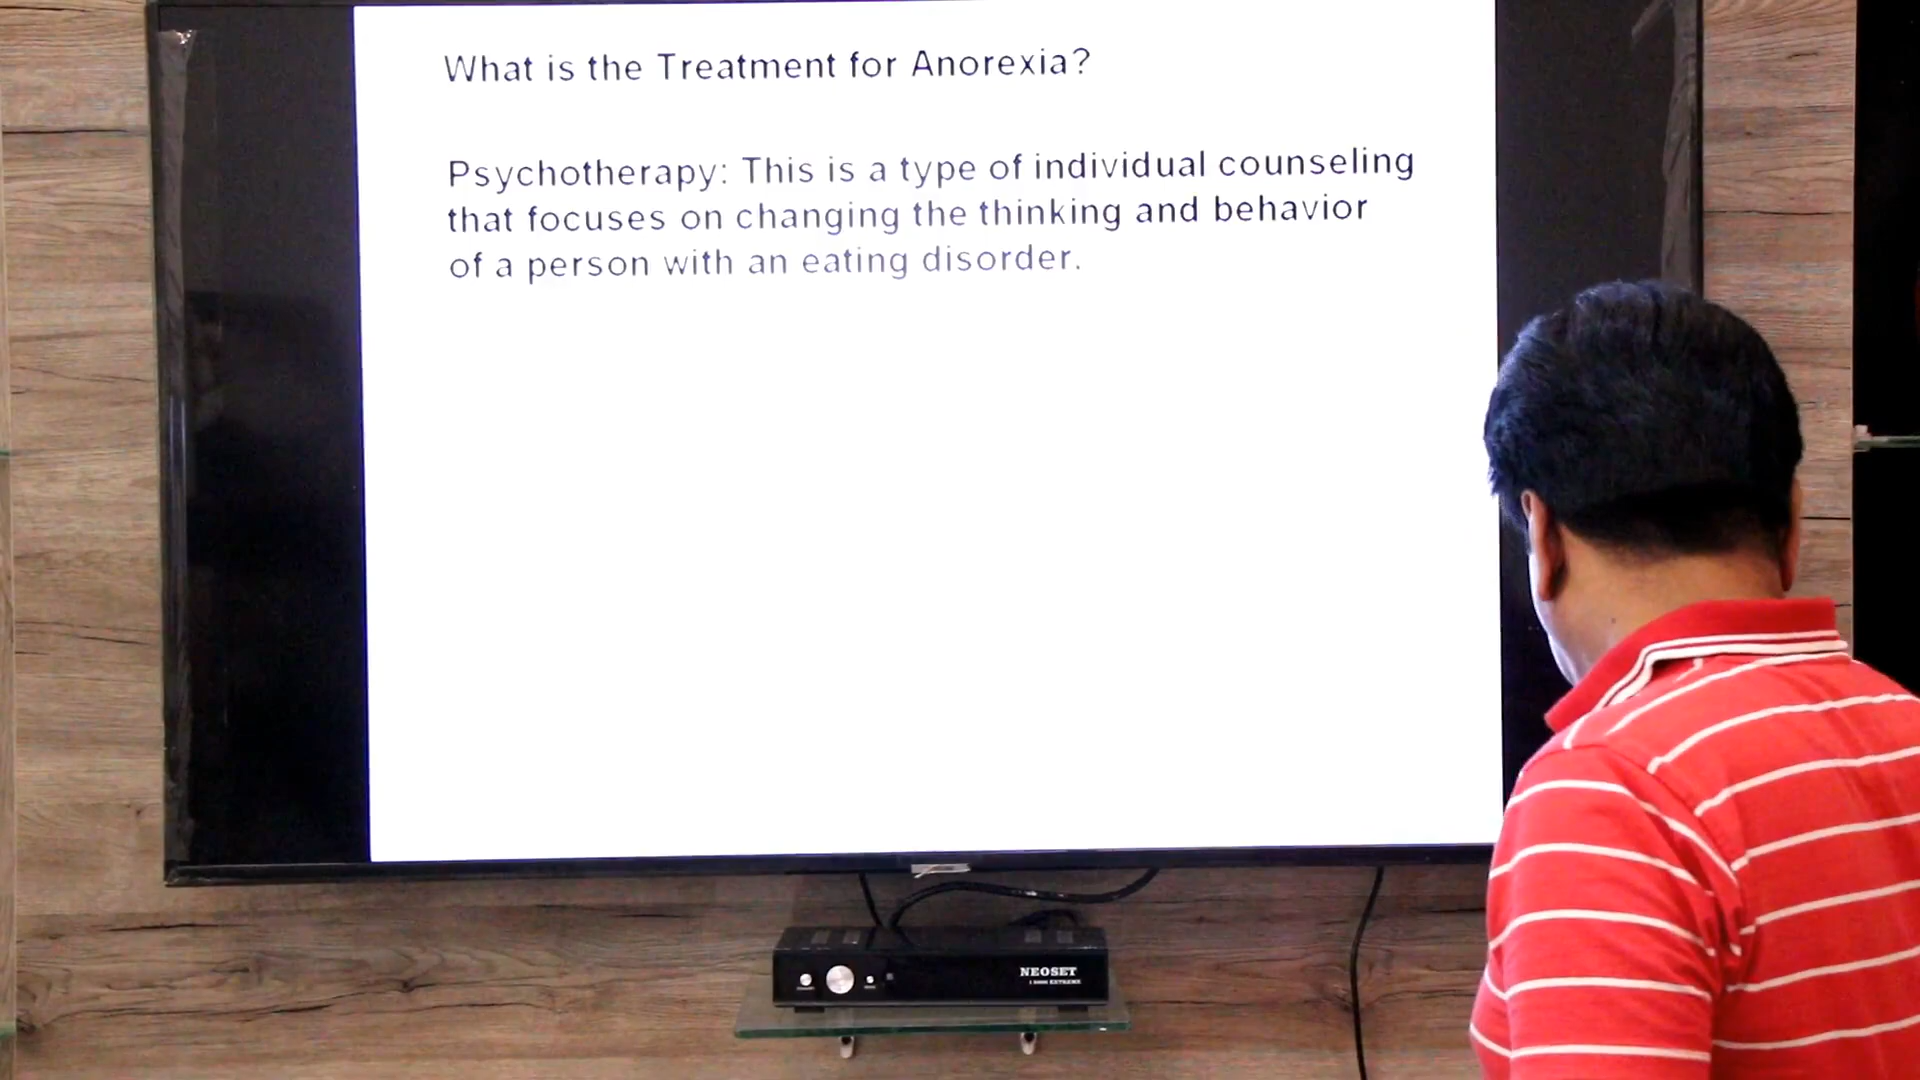 What is the Treatment for Anorexia?
Psychotherapy: This is a type of individual counseling
that focuses on changing the thinking and behavior
of a person with an eating disorder.
NEOSET